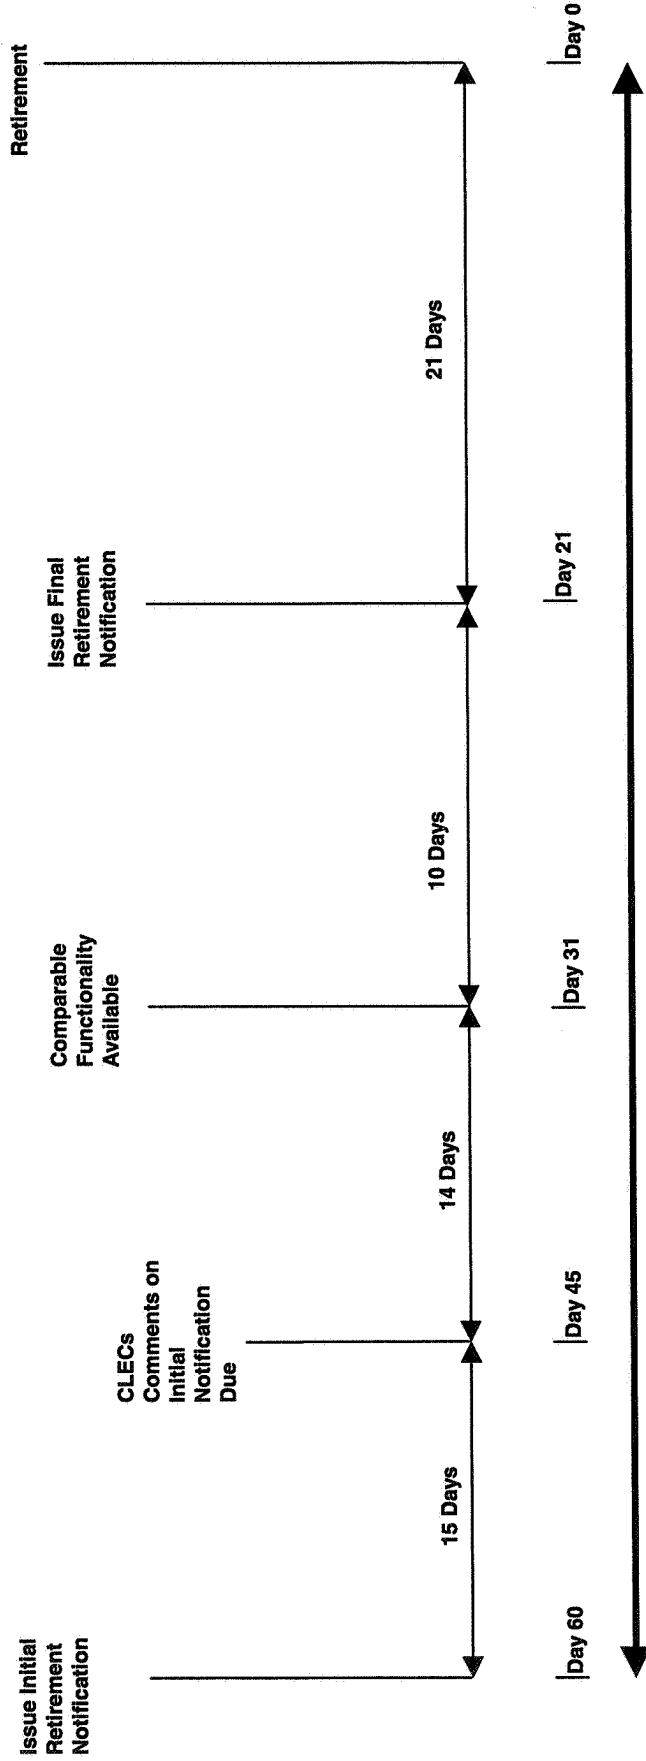 Issue Initial
Retirement
Notification
CLECs
Comments on
Initial
Notification
Due
Comparable
Functionality
Available
Issue Final
Retirement
Notification
Retirement
15 Days
14 Days
10 Days
21 Days
Day 60
Day 45
Day 31
Day 21
Day 0